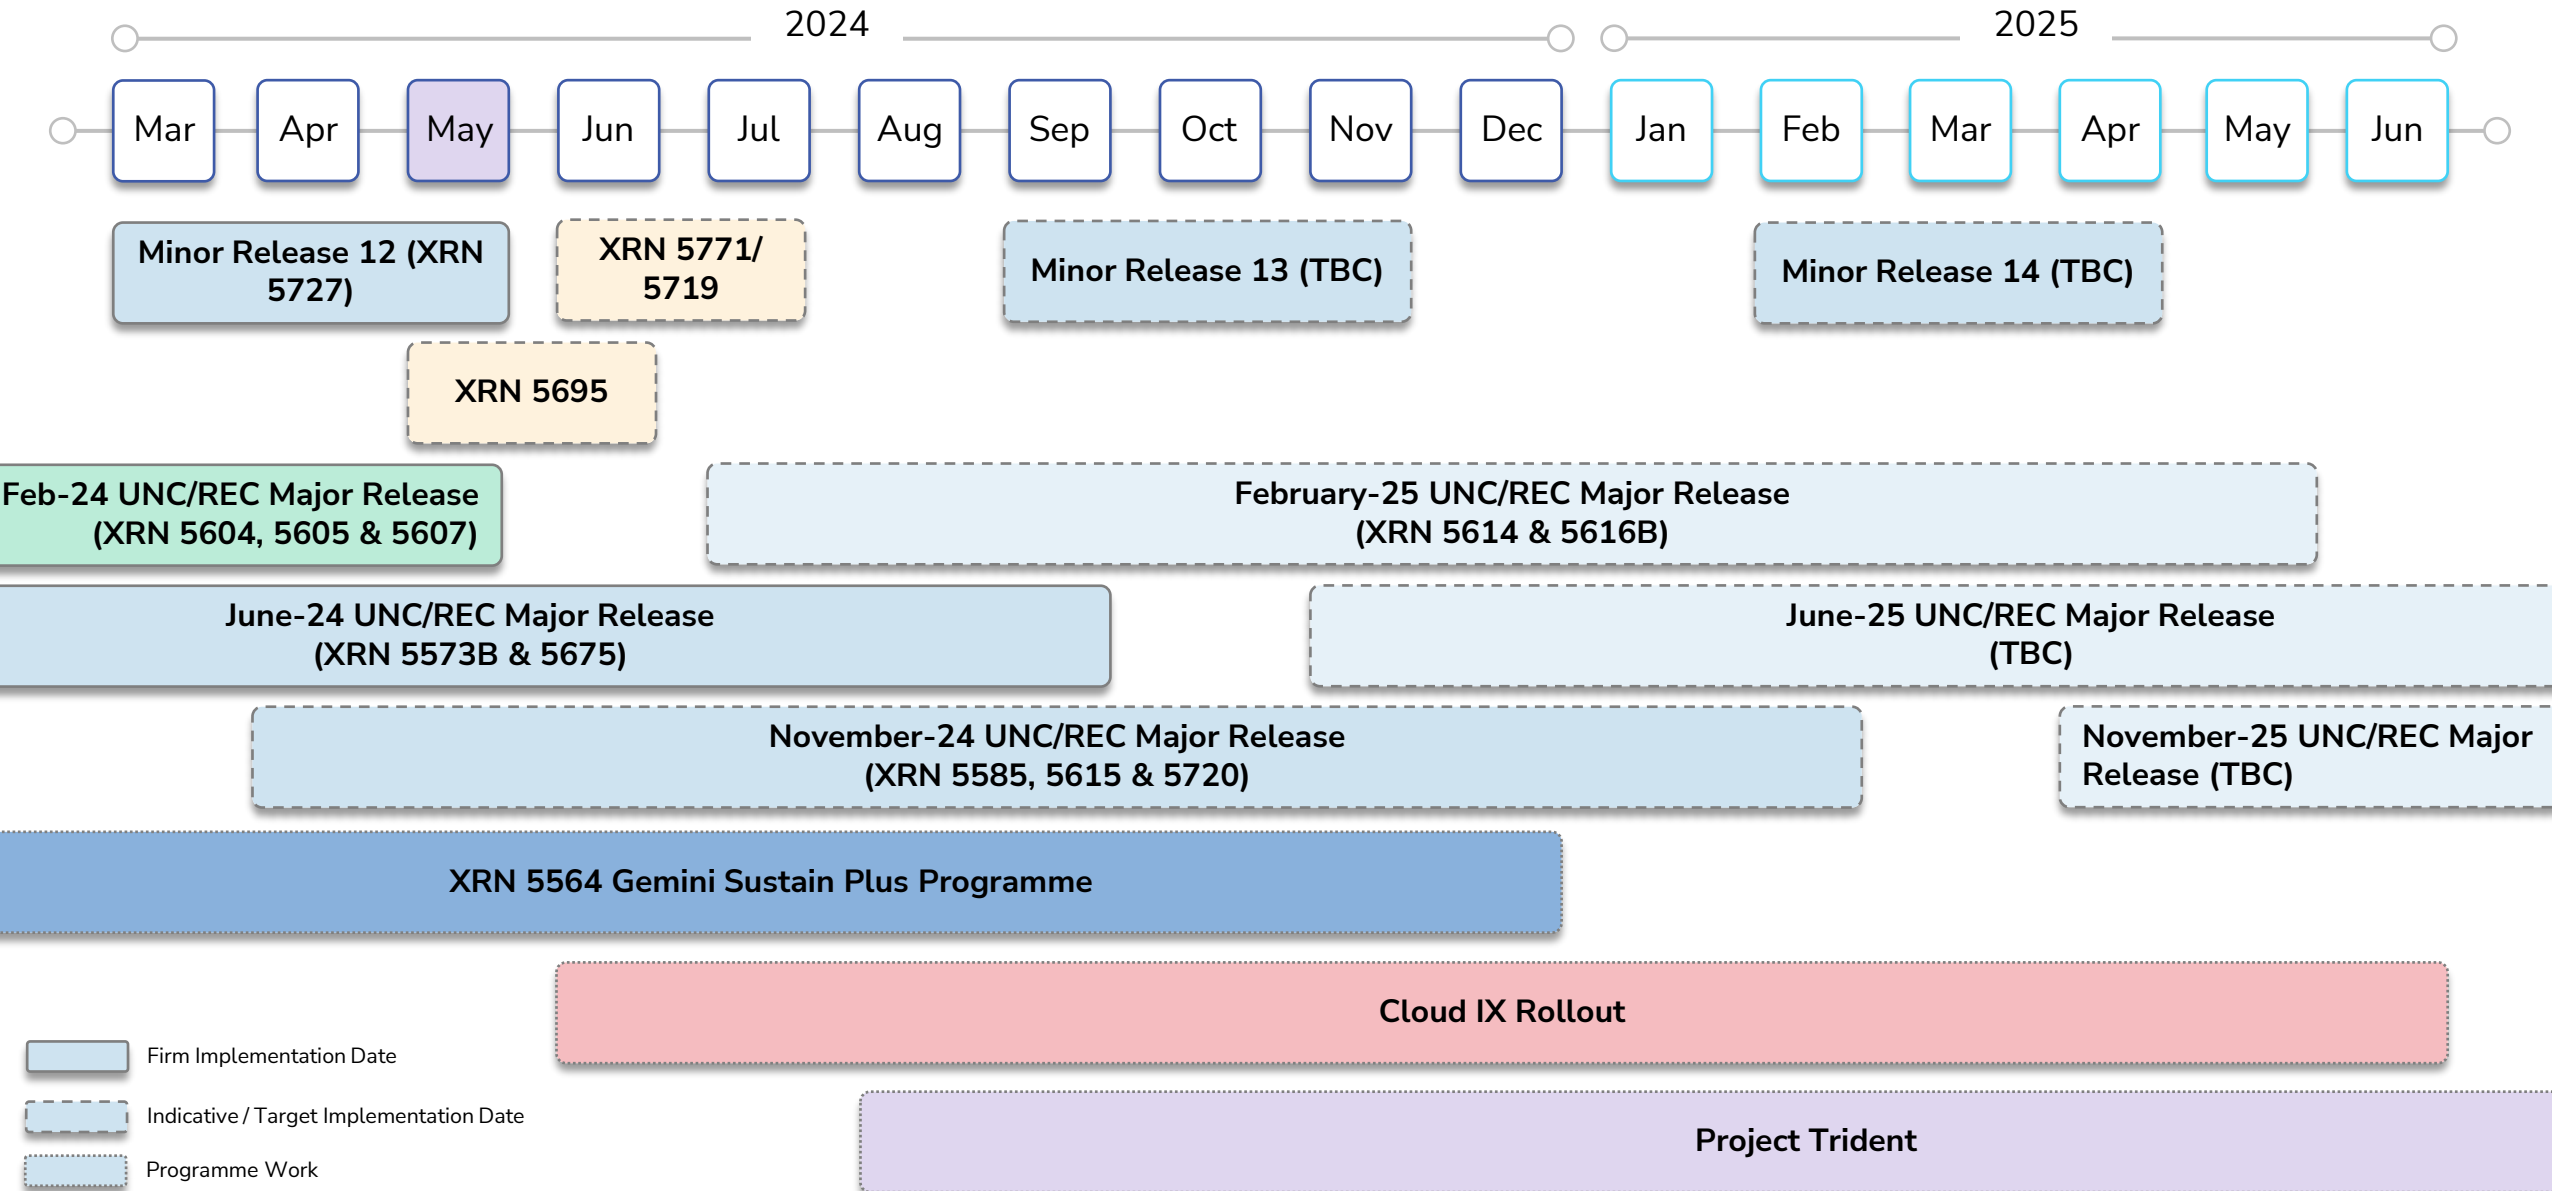 2024
2025
Mar
Apr
May
Jun
Jul
Aug
Sep
Oct
Nov
Dec
Jan
Feb
Mar
Apr
May
Jun
Minor Release 12 (XRN
5727)
XRN 5771/
5719
Minor Release 13 (TBC)
Minor Release 14 (TBC)
XRN 5695
Feb-24 UNC/REC Major Release
(XRN 5604, 5605 & 5607)
February-25 UNC/REC Major Release
(XRN 5614 & 5616B)
June-24 UNC/REC Major Release
(XRN 5573B & 5675)
June-25 UNC/REC Major Release
(TBC)
November-24 UNC/REC Major Release
(XRN 5585, 5615 & 5720)
November-25 UNC/REC Major
Release (TBC)
XRN 5564 Gemini Sustain Plus Programme
Cloud IX Rollout
Project Trident
Firm Implementation Date
Indicative / Target Implementation Date
Programme Work